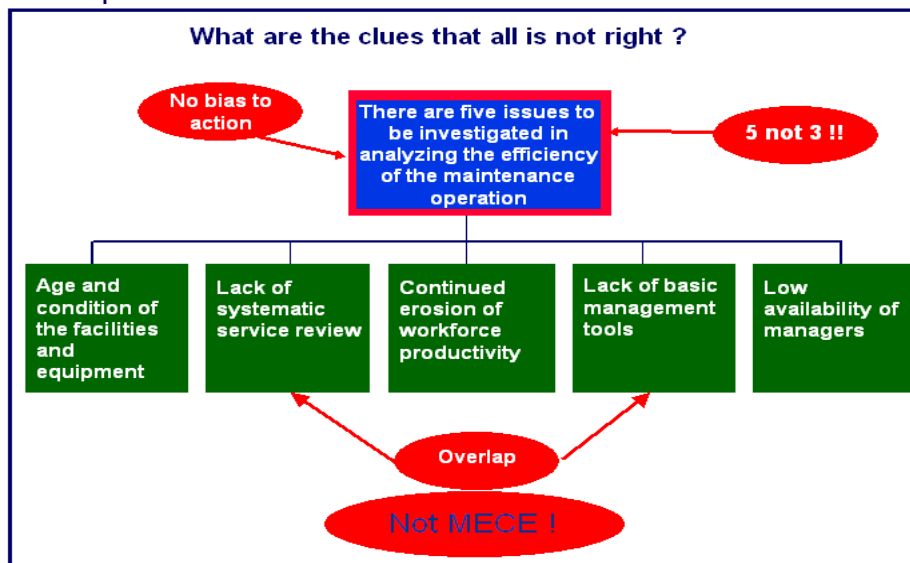 What are the clues that all is not right ?
No bias to
action
There are five issues to
be investigated in
analyzing the efficiency
of the maintenance
operation
5 not 3 !!
Age and
condition of
the facilities
and
equipment
Lack of
systematic
service review
Continued
erosion of
workforce
productivity
Lack of basic
management
tools
Low
availability of
managers
Overlap
Not MECE !